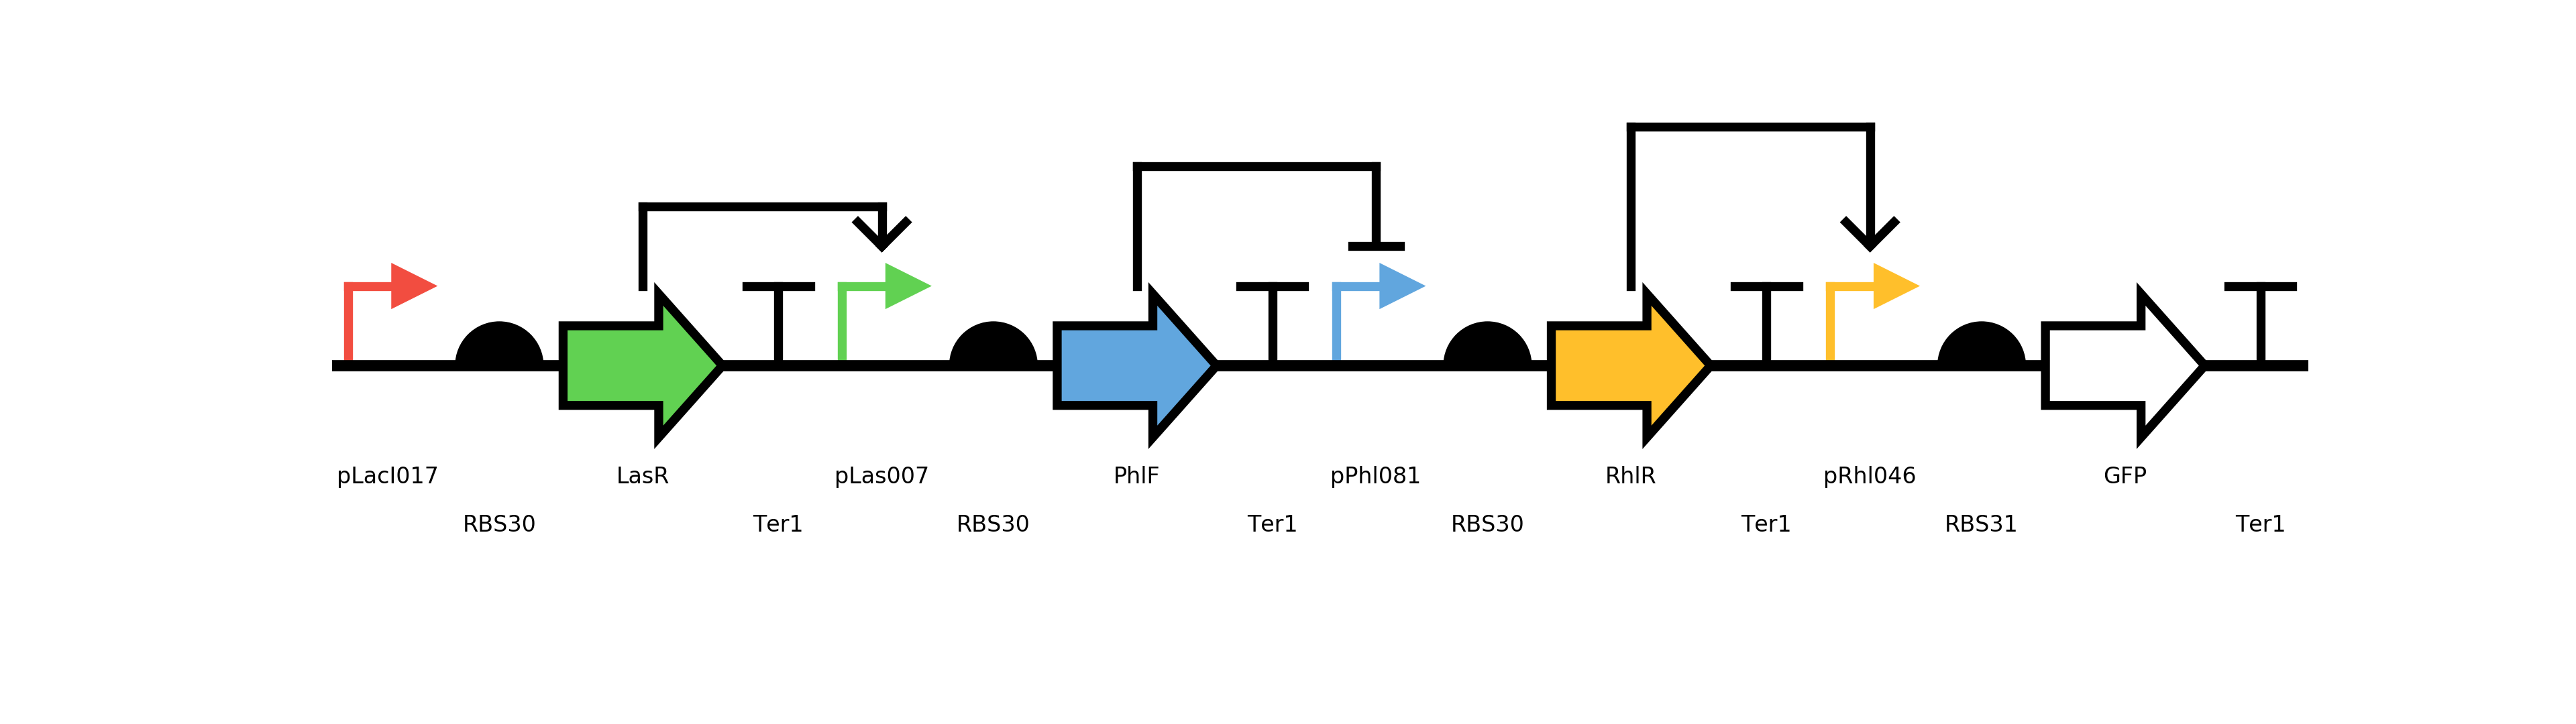 pLacI017 LasR pLas007 PhlF pPhl081 RhlR pRhl046 GFP
RBS30 Ter1 RBS30 Ter1 RBS30 Ter1 RBS31 Ter1